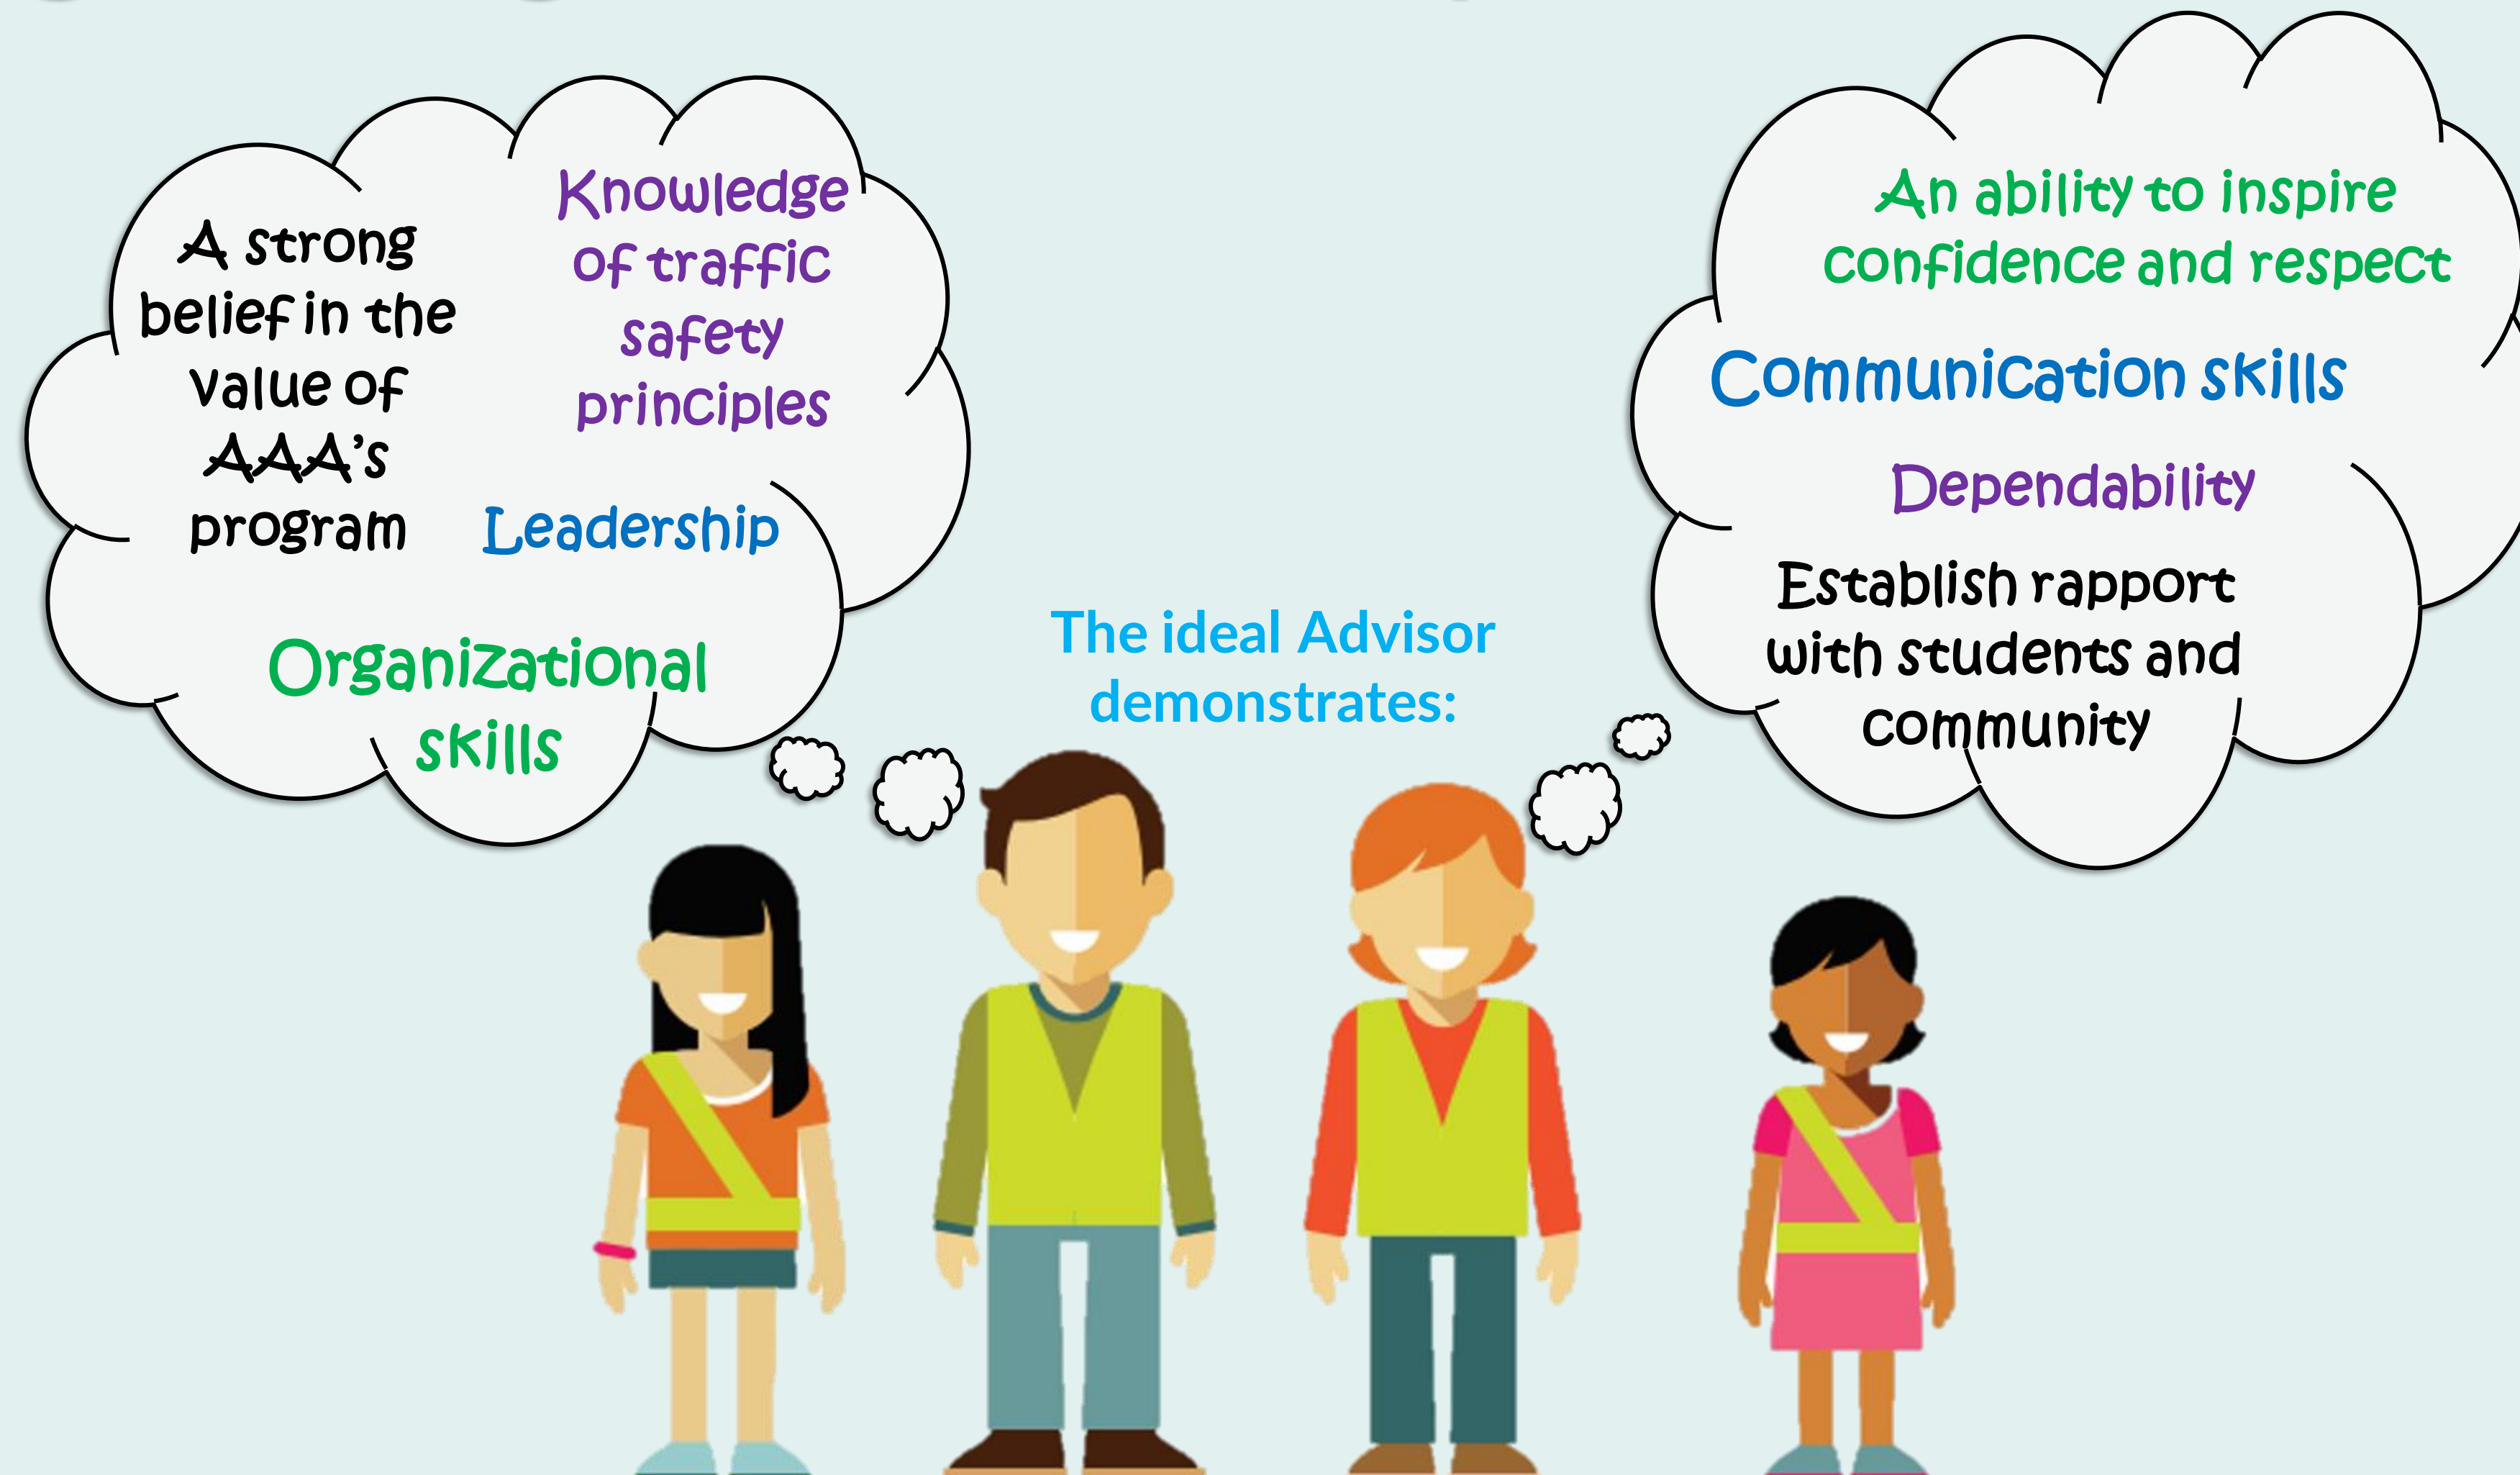 A strong
belief in the
value of
AAA's
program
Knowledge
of traffic
safety
principles
Leadership
Organizational
skills
The ideal Advisor
demonstrates:
An ability to inspire
confidence and respect
Communication skills
Dependability
Establish rapport
with students and
community